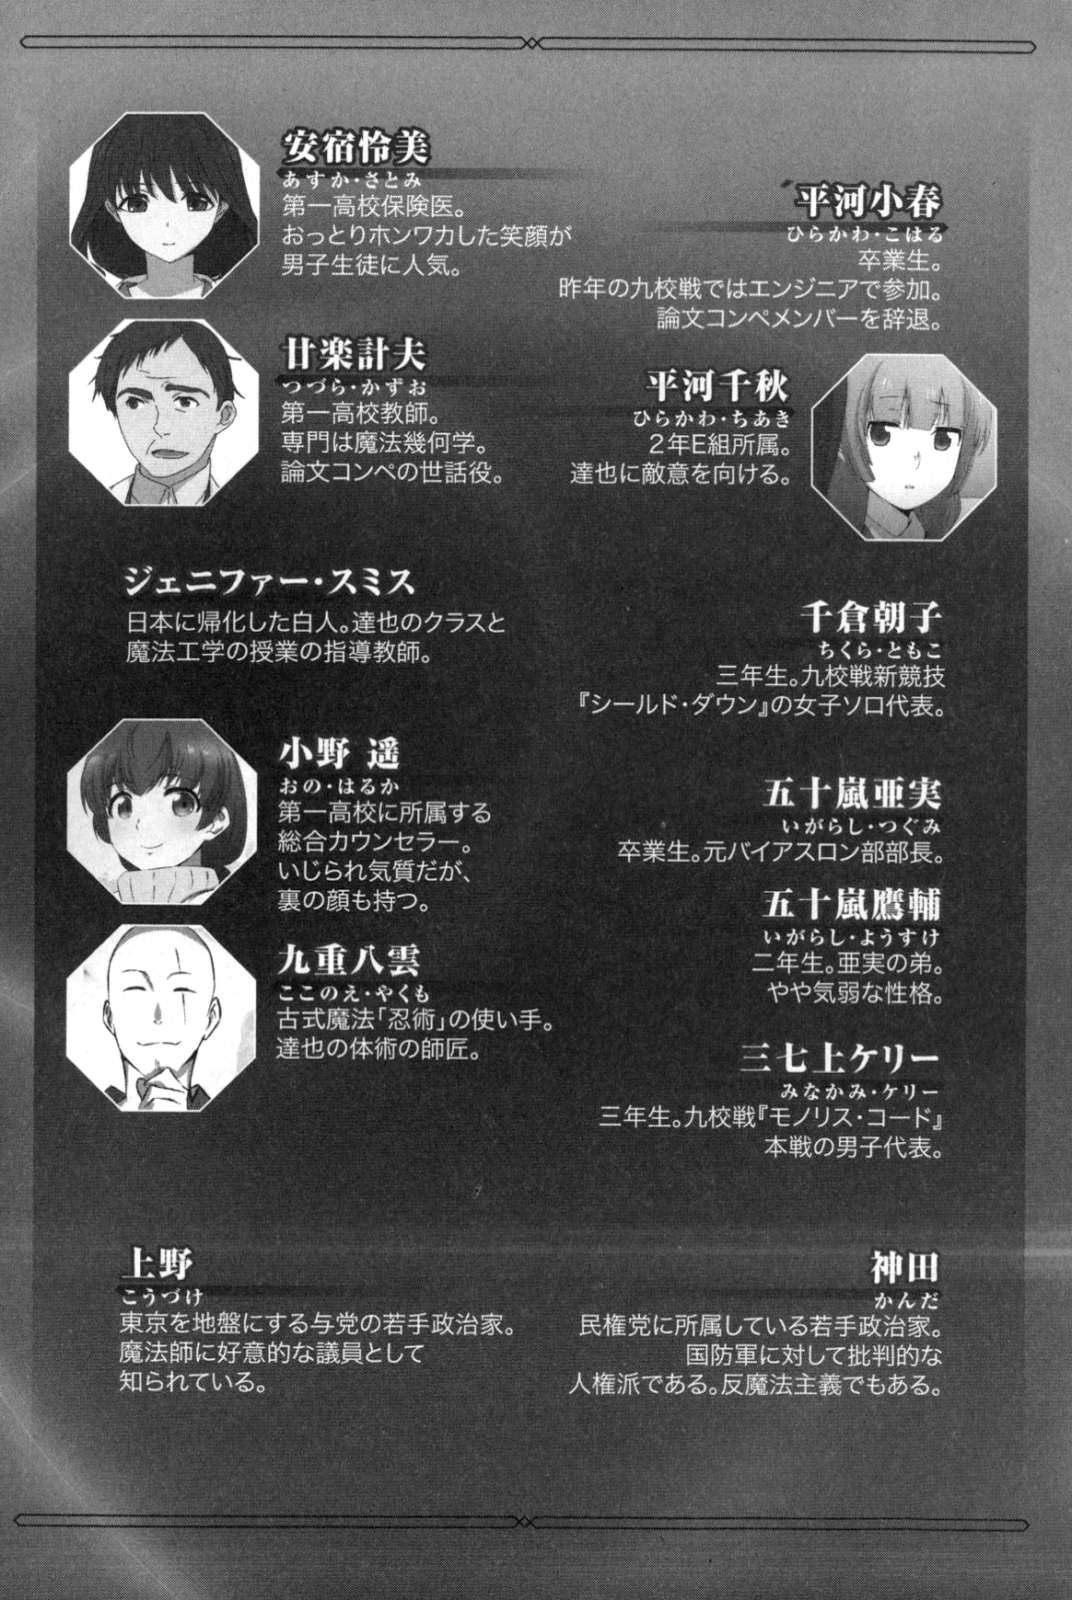 安宿怜美
あすか・さとみ
第一高校保険医。
おっとりホンワカした笑顔が
男子生徒に人気。
廿楽計夫
つづら・かずお
第一高校教師。
専門は魔法幾何学。
論文コンペの世話役。
ジェニファー・スミス
日本に帰化した白人。達也のクラスと
魔法工学の授業の指導教師。
小野 遥
おの・はるか
第一高校に所属する
総合カウンセラー。
いじられ気質だが、
裏の顔も持つ。
九重八雲
ここのえ・やくも
古式魔法「忍術」の使い手。
達也の体術の師匠。
平河小春
ひらかわ・こはる
卒業生。
昨年の九校戦ではエンジニアで参加。
論文コンペメンバーを辞退。
平河千秋
ひらかわ・ちあき
2年E組所属。
達也に敵意を向ける。
千倉朝子
ちくら・ともこ
三年生。九校戦新競技
『シールド・ダウン』の女子ソロ代表。
五十嵐亜実
いがらし・つぐみ
卒業生。元バイアスロン部部長。
五十嵐鷹輔
いがらし・ようすけ
二年生。亜実の弟。
やや気弱な性格。
三七上ケリー
みなかみ・ケリー
三年生。九校戦『モノリス・コード』
本戦の男子代表。
上野
こうづけ
東京を地盤にする与党の若手政治家。
魔法師に好意的な議員として
知られている。
神田
かんだ
民権党に所属している若手政治家。
国防軍に対して批判的な
人権派である。反魔法主義でもある。